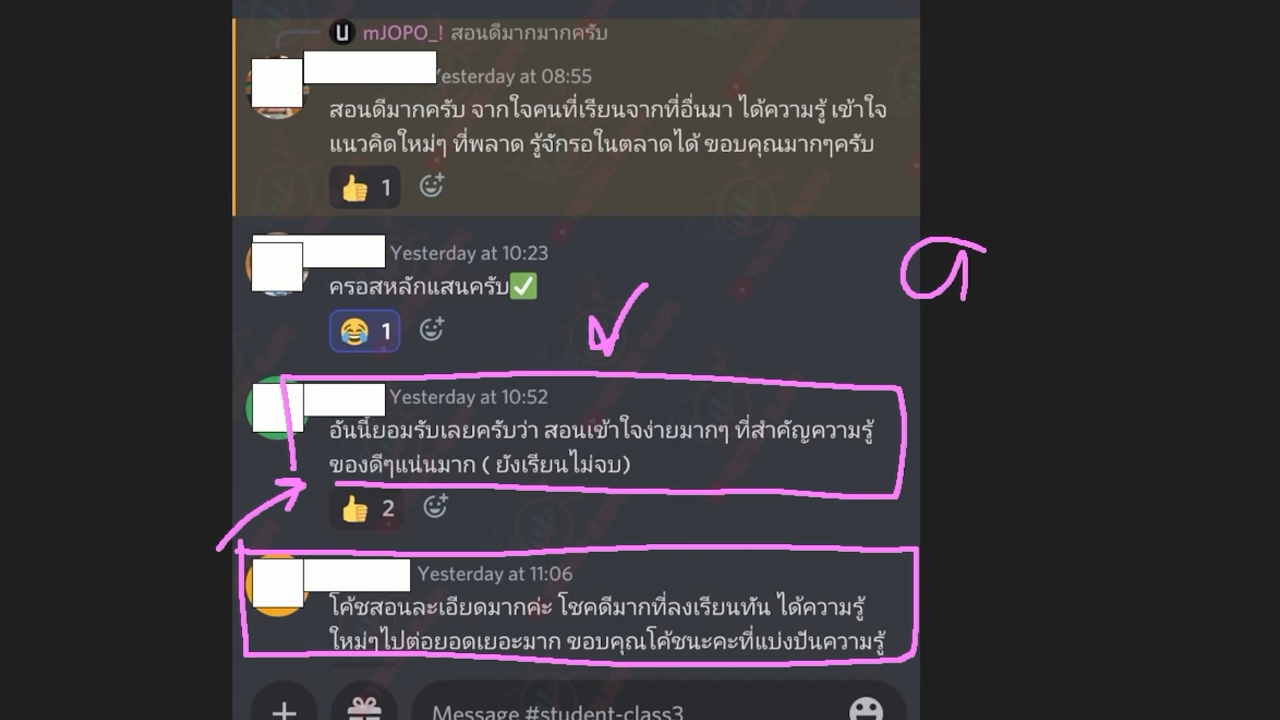 U mJOPO_! สอนดีมากมากครับ
Yesterday at 08:55
สอนดีมากครับ จากใจคนที่เรียนจากที่อื่นมา ได้ความรู้ เข้าใจ
แนวคิดใหม่ๆ ที่พลาด รู้จักรอในตลาดได้ ขอบคุณมากๆครับ
👍 1
Yesterday at 10:23
ครอสหลักแสนครับ✅
😂 1
Yesterday at 10:52
อันนี้ยอมรับเลยครับว่า สอนเข้าใจง่ายมากๆ ที่สำคัญความรู้
ของดีๆแน่นมาก ( ยังเรียนไม่จบ)
👍 2
Yesterday at 11:06
โค้ชสอนละเอียดมากค่ะ โชคดีมากที่ลงเรียนทัน ได้ความรู้
ใหม่ๆไปต่อยอดเยอะมาก ขอบคุณโค้ชนะคะที่แบ่งปันความรู้
Message #student-class3